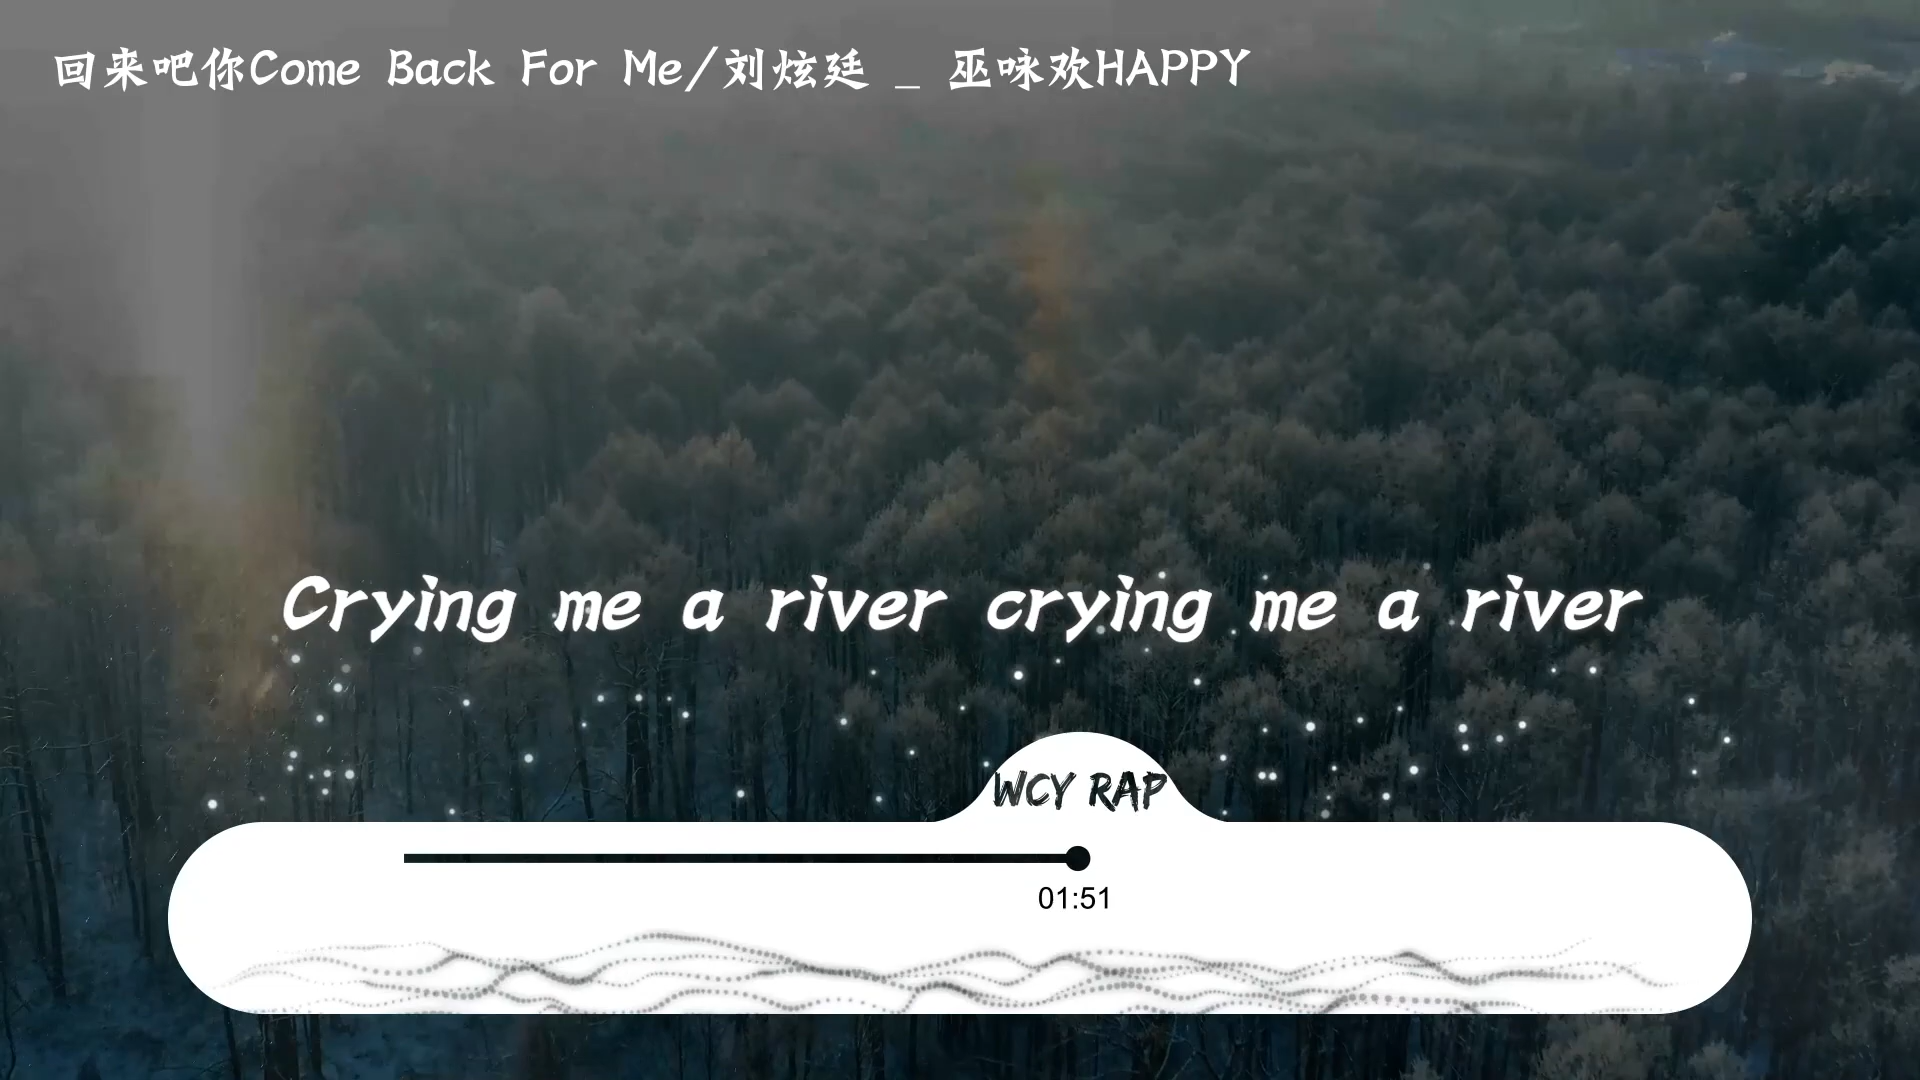 回来吧你Come Back For Me/刘炫廷 _ 巫咏欢HAPPY
Crying me a river crying me a river
WCY RAP
01:51